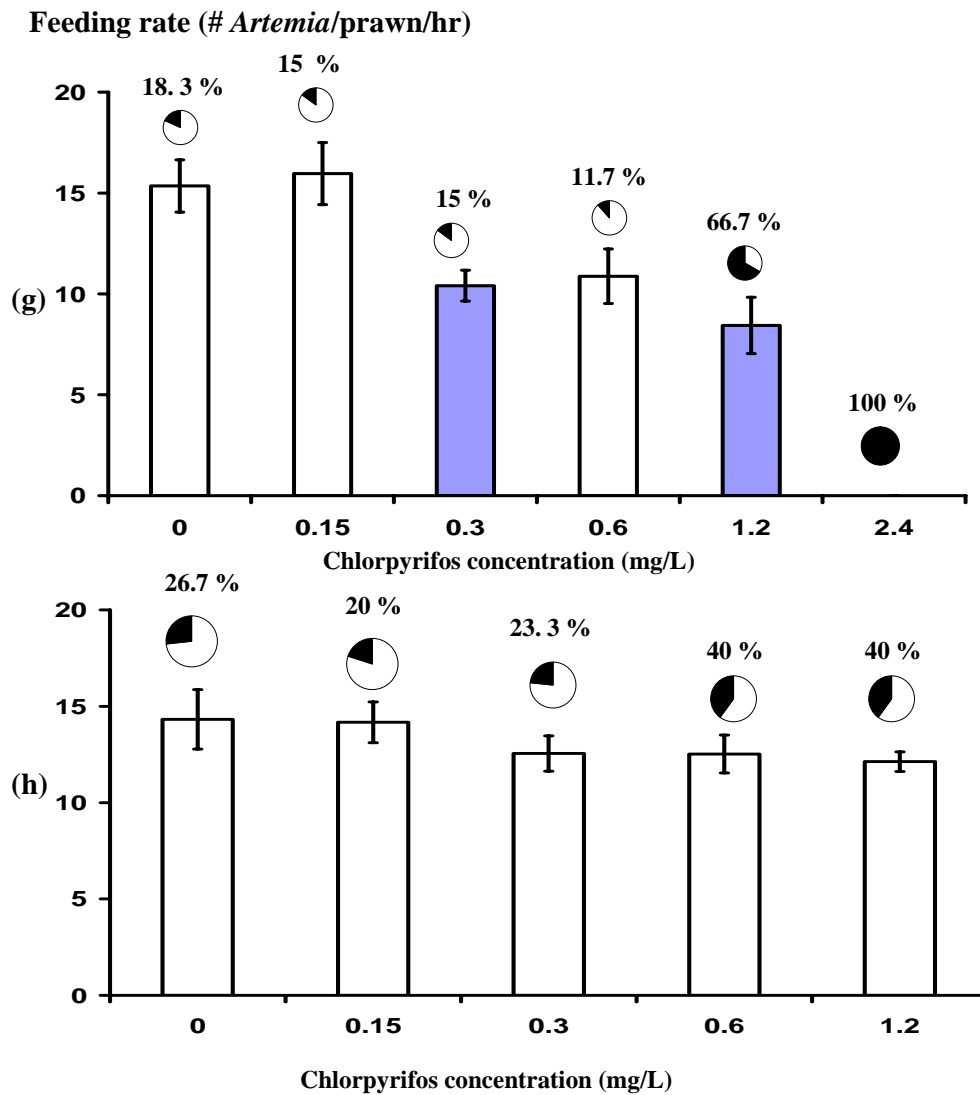 Feeding rate (# Artemia/prawn/hr)
15 %
18. 3 %
20
11.7 %
15
15 %
66.7 %
(g)
10
5
100 %
0
0 0.15 0.3 0.6 1.2 2.4
Chlorpyrifos concentration (mg/L)
26.7 %
20
20 %
23. 3 %
40 % 40 %
15
(h)
10
5
0
0 0.15 0.3 0.6 1.2
Chlorpyrifos concentration (mg/L)